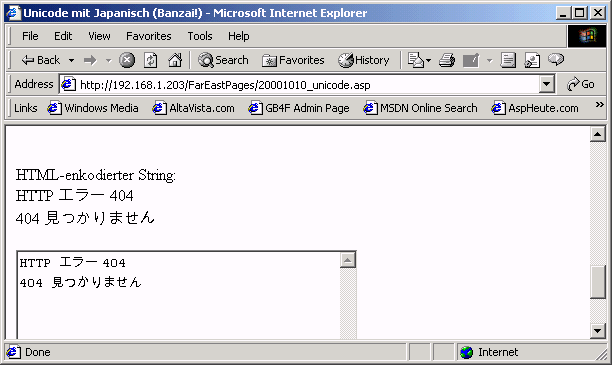 Unicode mit Japanisch (Banzai!) - Microsoft Internet Explorer
File Edit View Favorites Tools Help
Back Search Favorites History
Address http://192.168.1.203/FarEastPages/20001010_unicode.asp Go
Links Windows Media AltaVista.com GB4F Admin Page MSDN Online Search AspHeute.com »
HTML-enkodierter String:
HTTP エラー 404
404 見つかりません
HTTP エラー 404
404 見つかりません
Done Internet